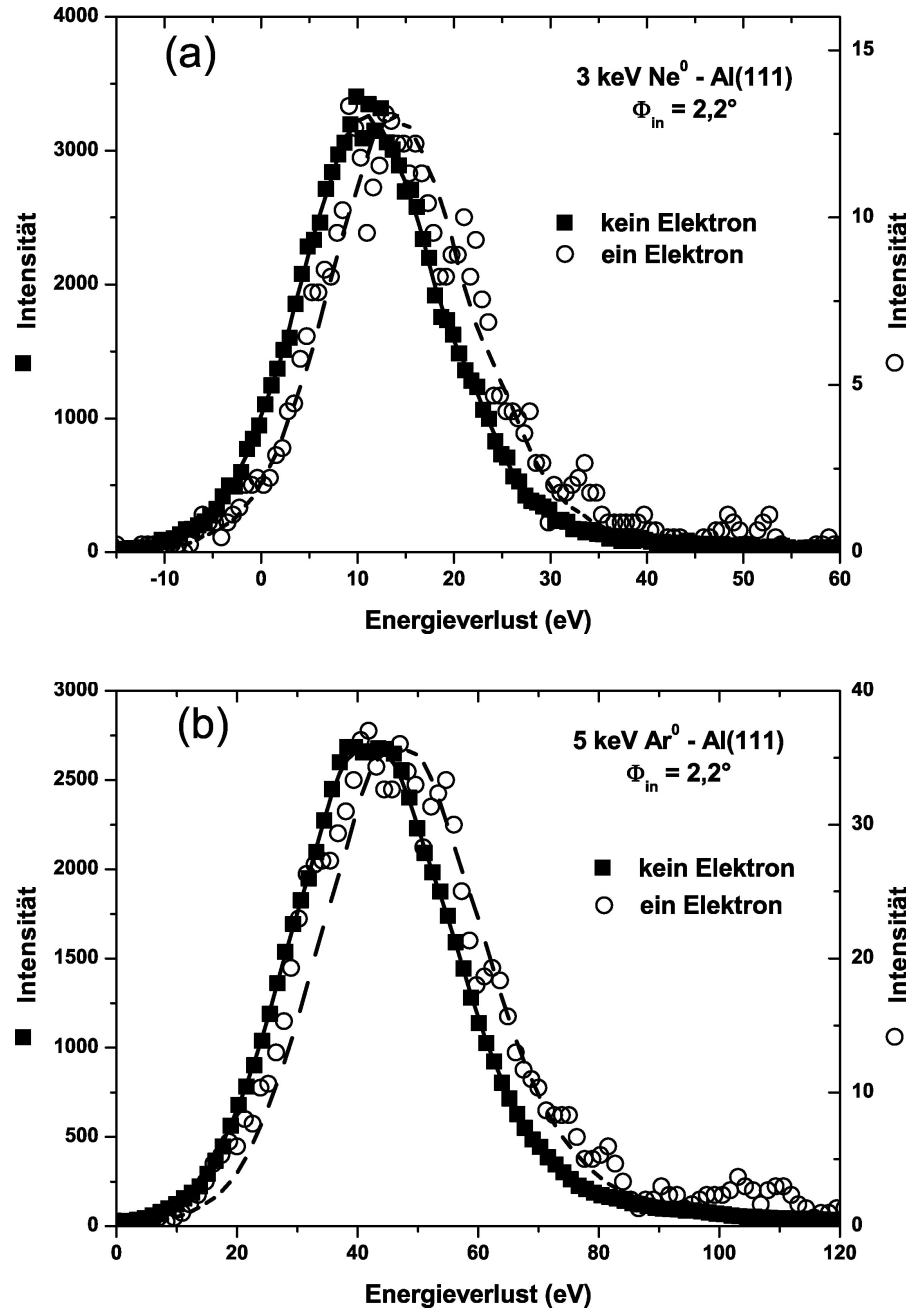 (a)
3 keV Ne⁰ - Al(111)
Φin = 2,2°
■ kein Elektron
○ ein Elektron
■ Intensität
○ Intensität
4000
3000
2000
1000
0
15
10
5
0
-10 0 10 20 30 40 50 60
Energieverlust (eV)
(b)
5 keV Ar⁰ - Al(111)
Φin = 2,2°
■ kein Elektron
○ ein Elektron
■ Intensität
○ Intensität
3000
2500
2000
1500
1000
500
0
40
30
20
10
0
0 20 40 60 80 100 120
Energieverlust (eV)